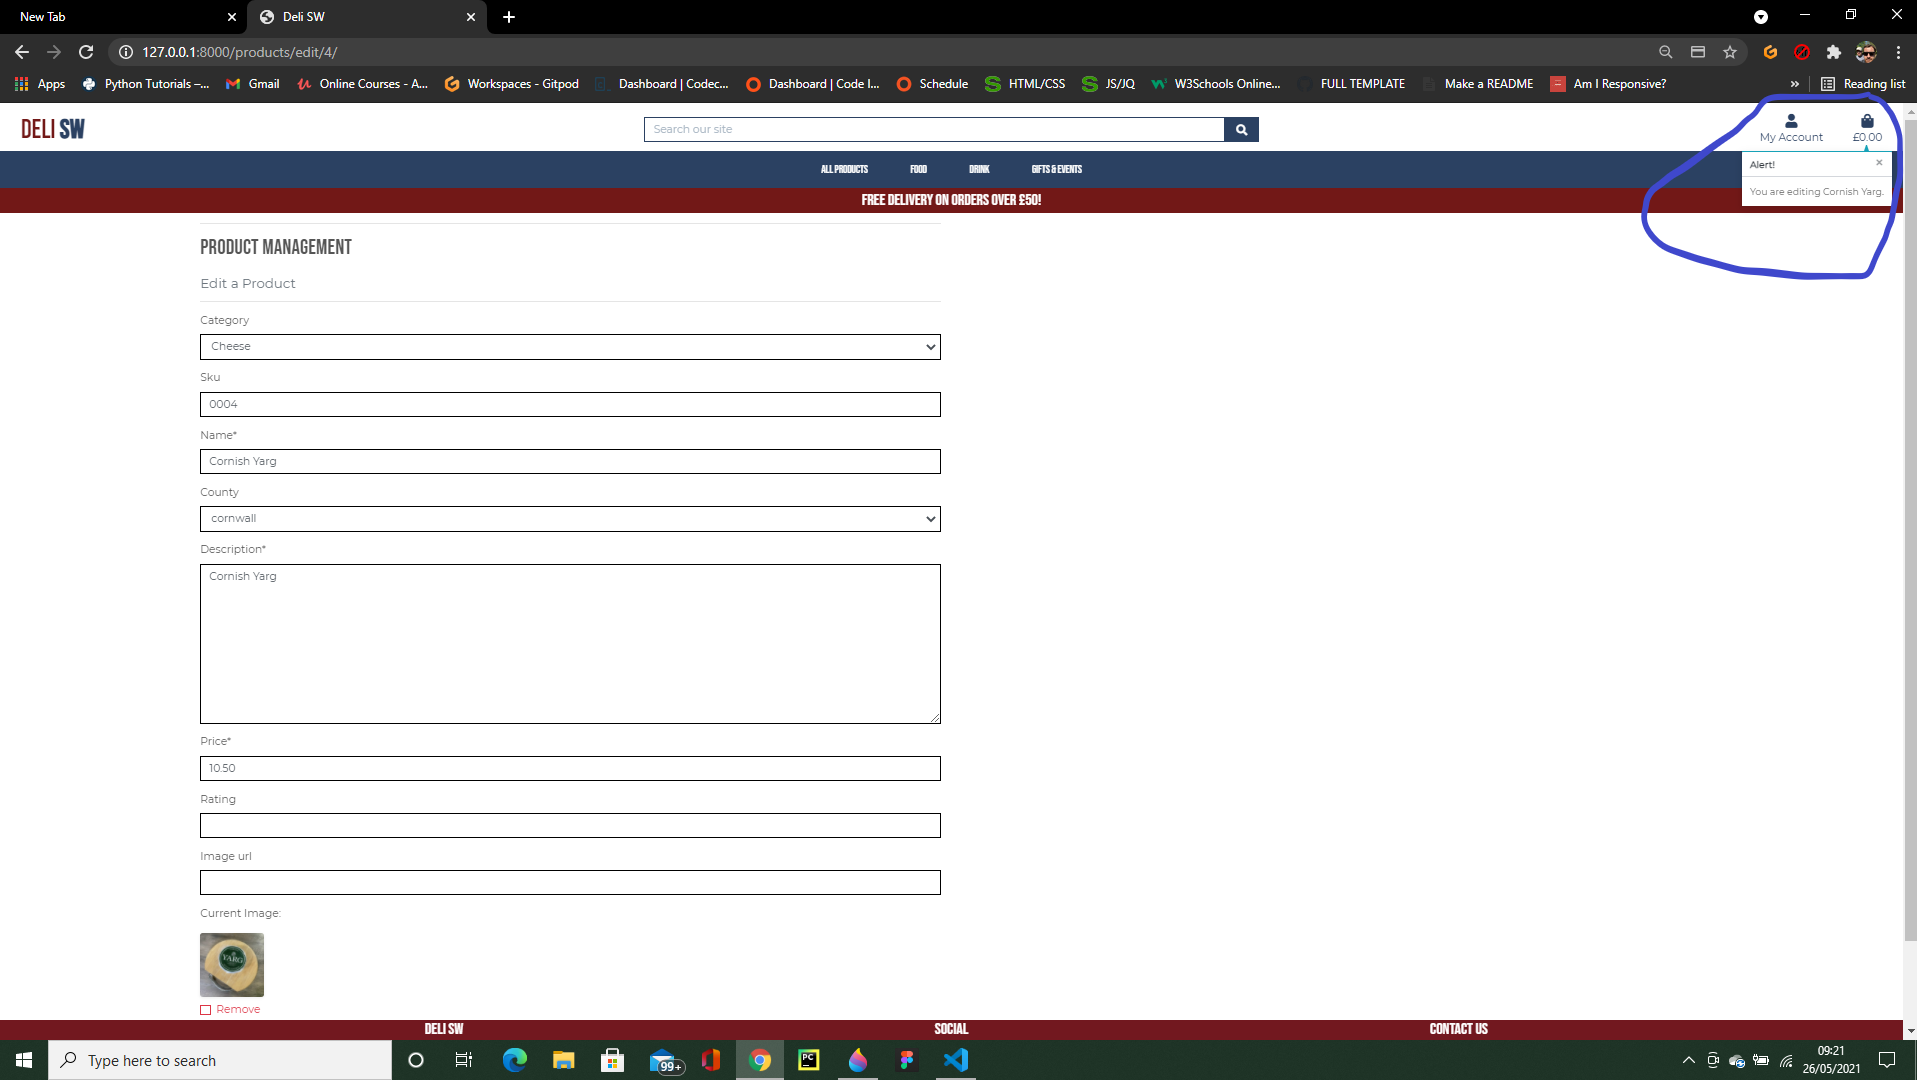 New Tab
Deli SW
127.0.0.1:8000/products/edit/4/
Apps Python Tutorials –... Gmail Online Courses - A... Workspaces - Gitpod Dashboard | Codec... Dashboard | Code I... Schedule HTML/CSS JS/JQ W3Schools Online... FULL TEMPLATE Make a README Am I Responsive? » Reading list
DELI SW
Search our site
My Account
£0.00
ALL PRODUCTS FOOD DRINK GIFTS & EVENTS
Alert! ×
You are editing Cornish Yarg.
FREE DELIVERY ON ORDERS OVER £50!
PRODUCT MANAGEMENT
Edit a Product
Category
Cheese
Sku
0004
Name*
Cornish Yarg
County
cornwall
Description*
Cornish Yarg
Price*
10.50
Rating
Image url
Current Image:
YARG
Remove
DELI SW SOCIAL CONTACT US
Type here to search
99+
PC
09:21
26/05/2021